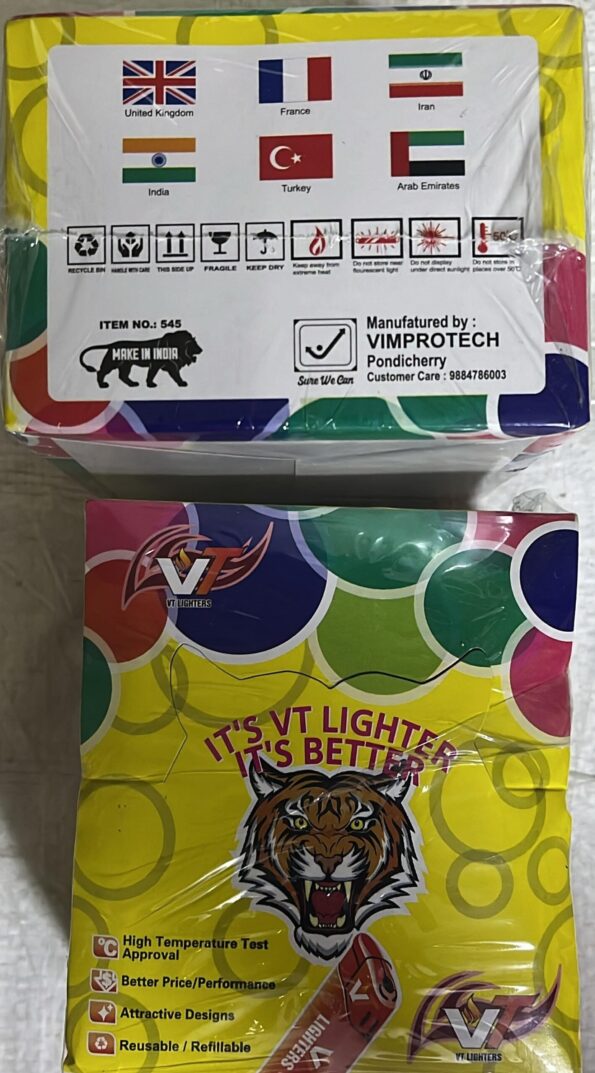 United Kingdom
France
Iran
India
Turkey
Arab Emirates
RECYCLE BIN
HANDLE WITH CARE
THIS SIDE UP
FRAGILE
KEEP DRY
Keep away from
extreme heat
Do not store near
flourescent light
Do not display
under direct sunlight
50°C
Do not store in
places over 50°C
ITEM NO.: 545
MAKE IN INDIA
Sure We Can
Manufatured by :
VIMPROTECH
Pondicherry
Customer Care : 9884786003
VT
VT LIGHTERS
IT'S VT LIGHTER
IT'S BETTER
°C High Temperature Test
Approval
Better Price/Performance
Attractive Designs
Reusable / Refillable
LIGHTERS
VT
VT LIGHTERS